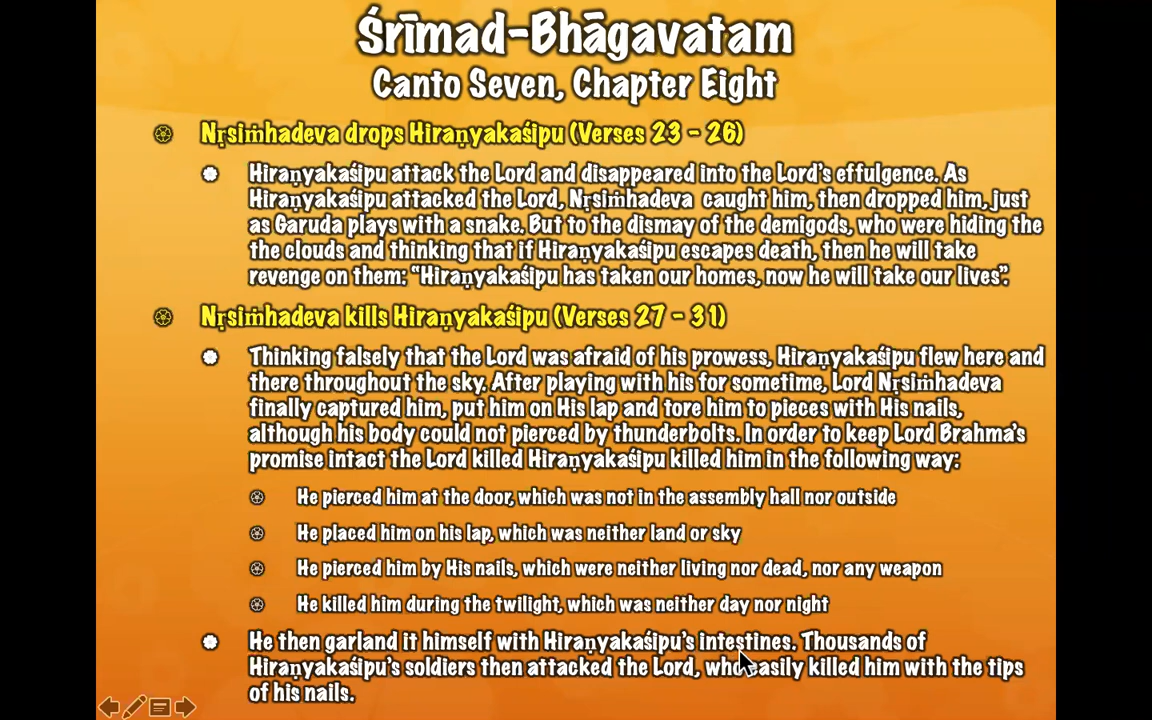 Śrīmad-Bhāgavatam
Canto Seven, Chapter Eight
Nṛsiṁhadeva drops Hiraṇyakaśipu (Verses 23 – 26)
Hiraṇyakaśipu attack the Lord and disappeared into the Lord's effulgence. As
Hiraṇyakaśipu attacked the Lord, Nṛsiṁhadeva caught him, then dropped him, just
as Garuda plays with a snake. But to the dismay of the demigods, who were hiding the
the clouds and thinking that if Hiraṇyakaśipu escapes death, then he will take
revenge on them: "Hiraṇyakaśipu has taken our homes, now he will take our lives".
Nṛsiṁhadeva kills Hiraṇyakaśipu (Verses 27 – 31)
Thinking falsely that the Lord was afraid of his prowess, Hiraṇyakaśipu flew here and
there throughout the sky. After playing with his for sometime, Lord Nṛsiṁhadeva
finally captured him, put him on His lap and tore him to pieces with His nails,
although his body could not pierced by thunderbolts. In order to keep Lord Brahma's
promise intact the Lord killed Hiraṇyakaśipu killed him in the following way:
He pierced him at the door, which was not in the assembly hall nor outside
He placed him on his lap, which was neither land or sky
He pierced him by His nails, which were neither living nor dead, nor any weapon
He killed him during the twilight, which was neither day nor night
He then garland it himself with Hiraṇyakaśipu's intestines. Thousands of
Hiraṇyakaśipu's soldiers then attacked the Lord, who easily killed him with the tips
of his nails.